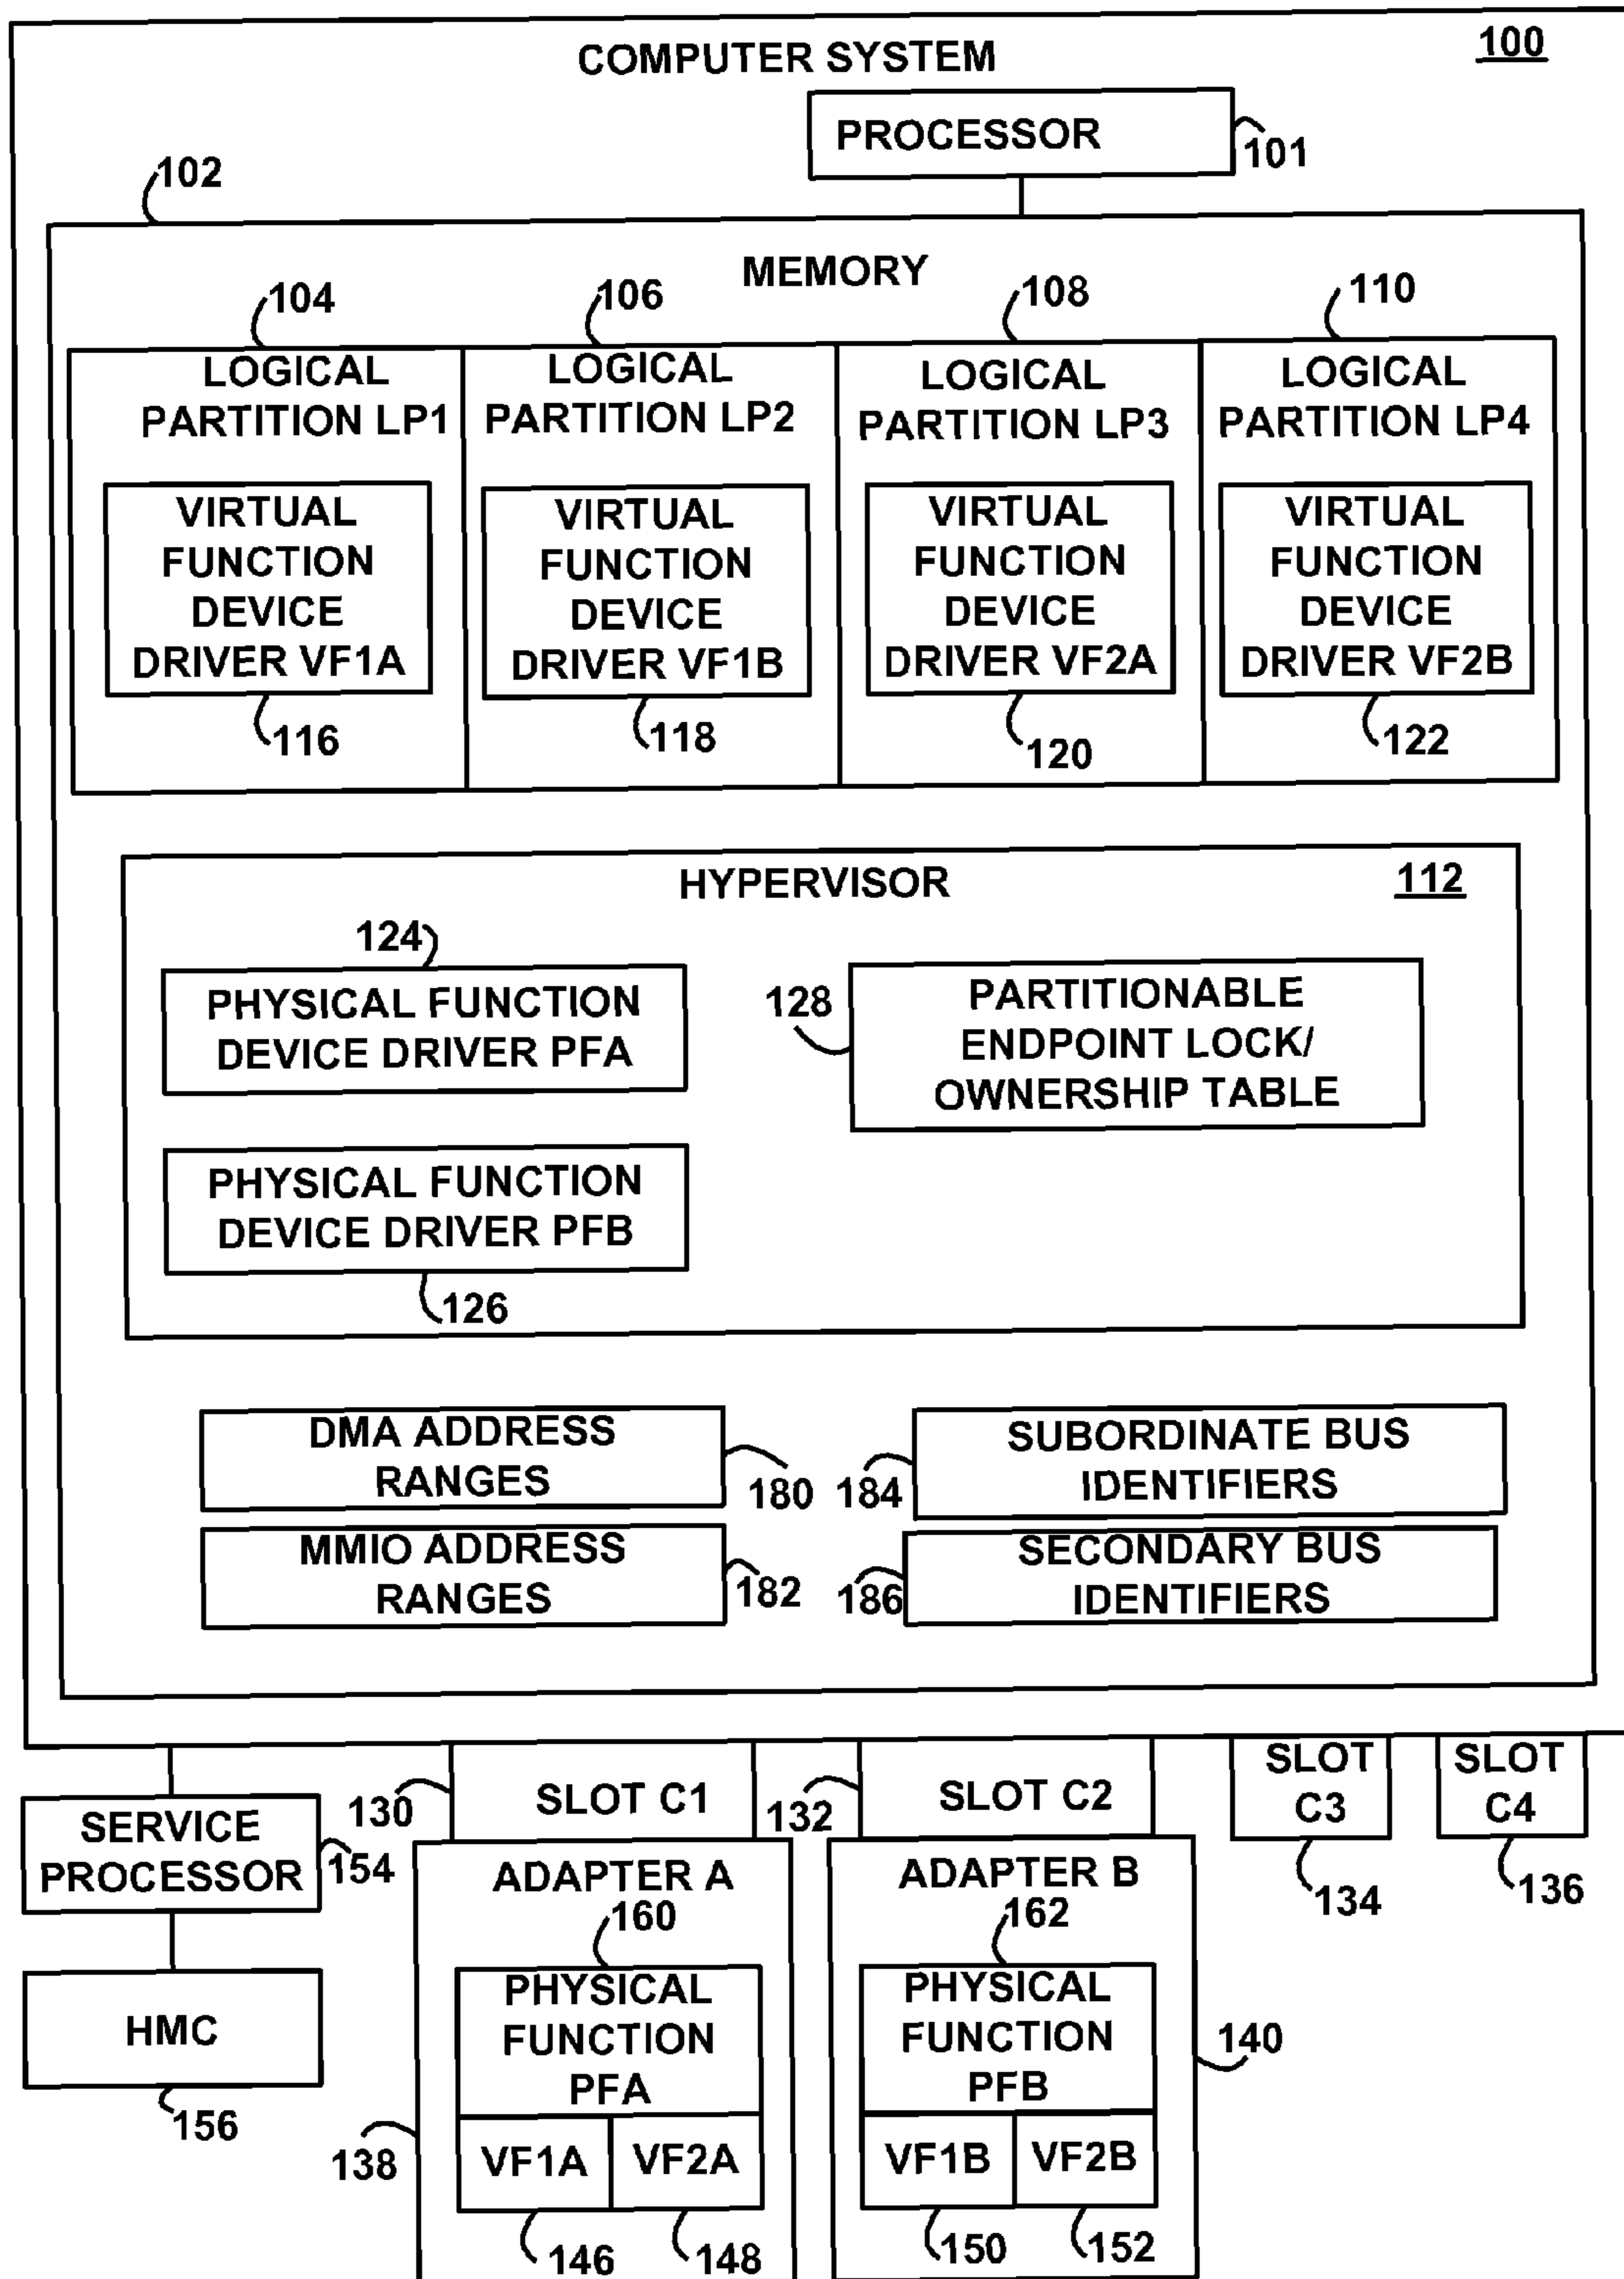 COMPUTER SYSTEM
100
PROCESSOR
101
102
MEMORY
104
106
108
110
LOGICAL
PARTITION LP1
LOGICAL
PARTITION LP2
LOGICAL
PARTITION LP3
LOGICAL
PARTITION LP4
VIRTUAL
FUNCTION
DEVICE
DRIVER VF1A
VIRTUAL
FUNCTION
DEVICE
DRIVER VF1B
VIRTUAL
FUNCTION
DEVICE
DRIVER VF2A
VIRTUAL
FUNCTION
DEVICE
DRIVER VF2B
116
118
120
122
HYPERVISOR
112
124
PHYSICAL FUNCTION
DEVICE DRIVER PFA
128
PARTITIONABLE
ENDPOINT LOCK/
OWNERSHIP TABLE
PHYSICAL FUNCTION
DEVICE DRIVER PFB
126
DMA ADDRESS
RANGES
180
184
SUBORDINATE BUS
IDENTIFIERS
MMIO ADDRESS
RANGES
182
186
SECONDARY BUS
IDENTIFIERS
SERVICE
PROCESSOR
154
130
SLOT C1
132
SLOT C2
SLOT
C3
134
SLOT
C4
136
HMC
156
ADAPTER A
160
PHYSICAL
FUNCTION
PFA
VF1A
VF2A
138
146
148
ADAPTER B
162
PHYSICAL
FUNCTION
PFB
VF1B
VF2B
140
150
152